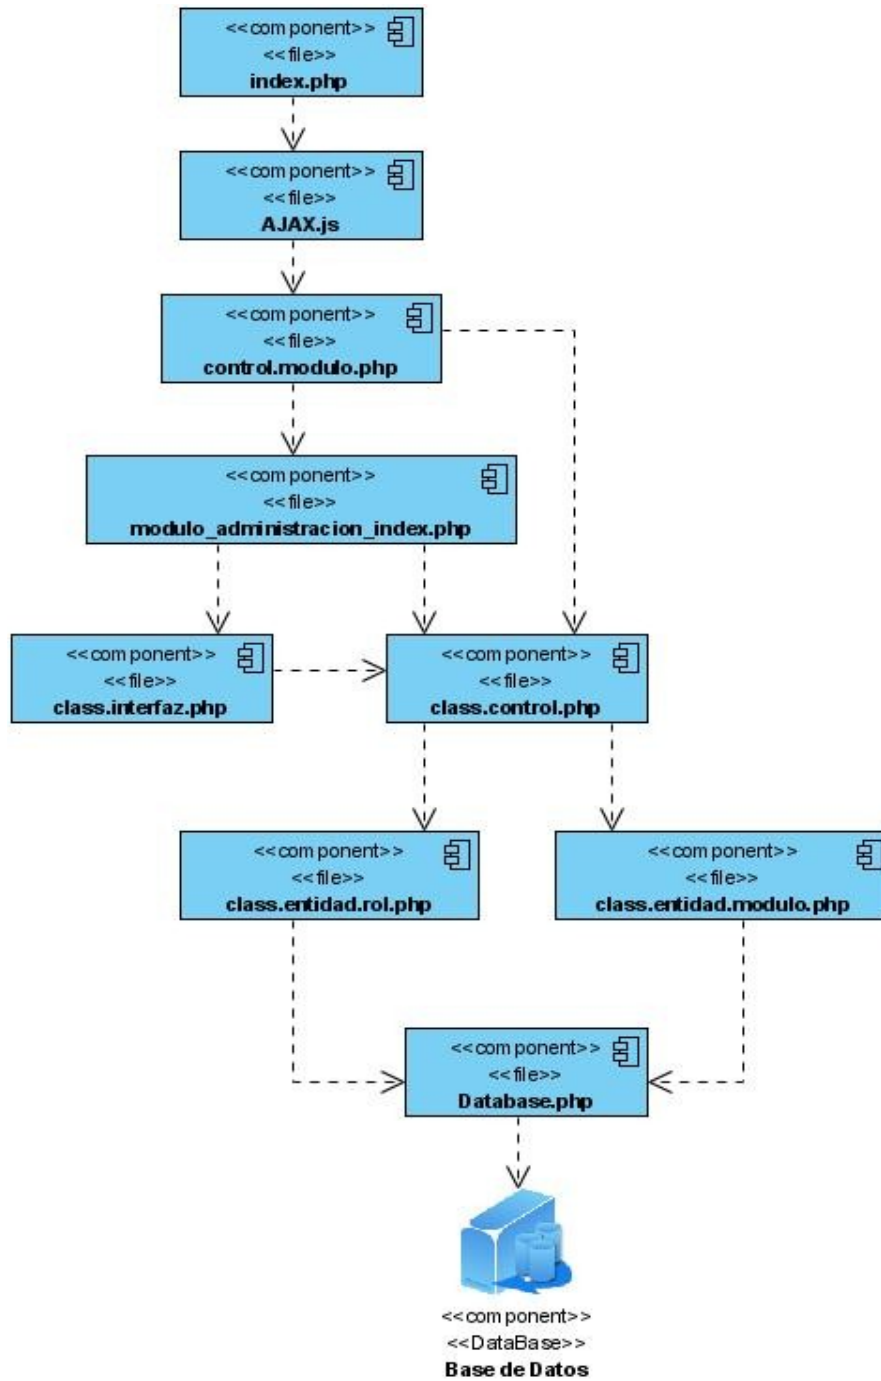 <<component>>
<<file>>
index.php
<<component>>
<<file>>
AJAX.js
<<component>>
<<file>>
control.modulo.php
<<component>>
<<file>>
modulo_administracion_index.php
<<component>>
<<file>>
class.interfaz.php
<<component>>
<<file>>
class.control.php
<<component>>
<<file>>
class.entidad.rol.php
<<component>>
<<file>>
class.entidad.modulo.php
<<component>>
<<file>>
Database.php
<<component>>
<<DataBase>>
Base de Datos